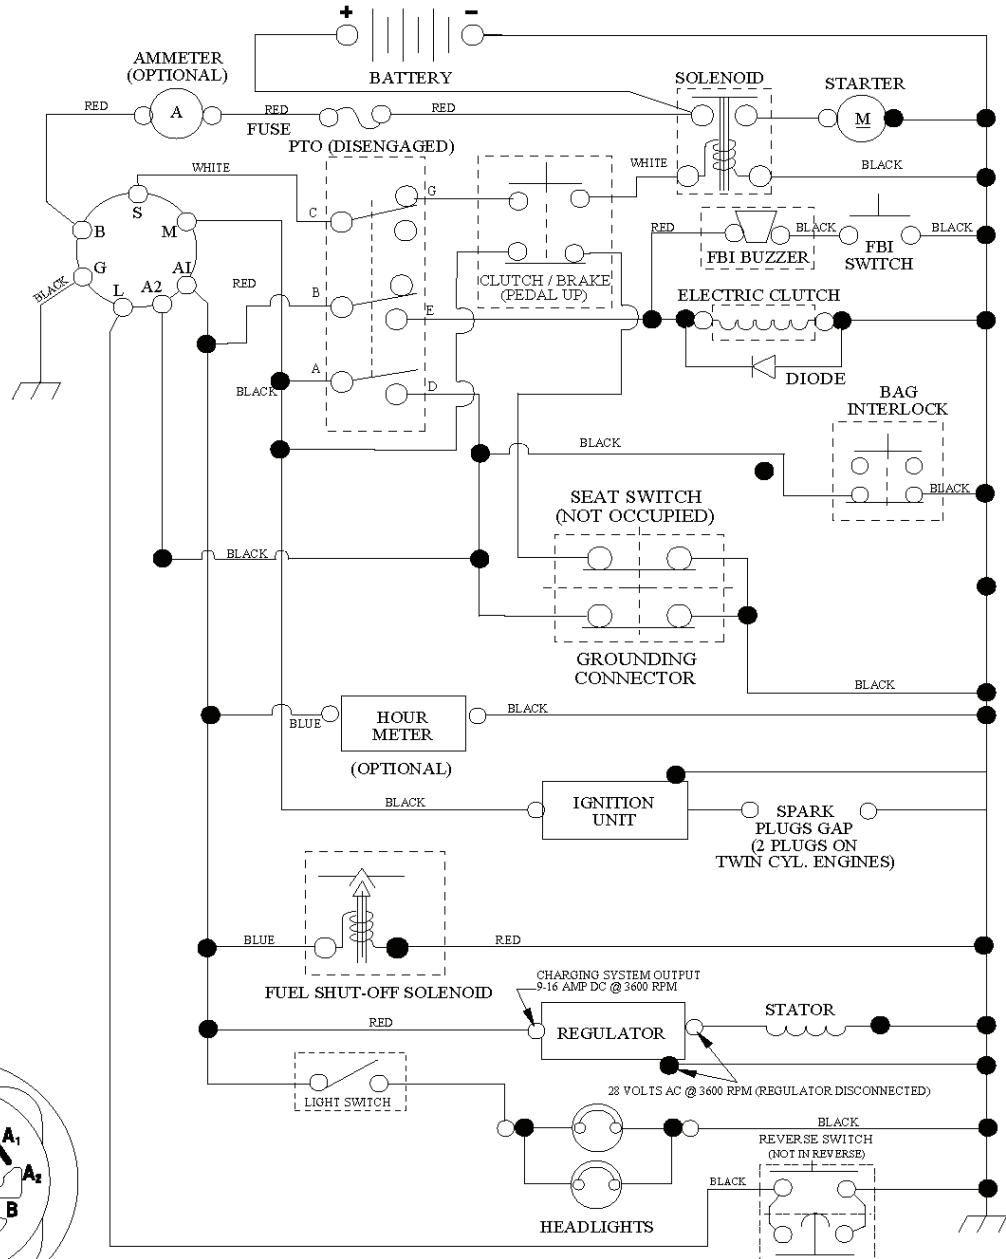 + −
BATTERY
AMMETER
(OPTIONAL)
SOLENOID
STARTER
RED
A
RED
FUSE
RED
M
PTO (DISENGAGED)
WHITE
WHITE
BLACK
S
G
C
B
M
RED
BLACK
BLACK
FBI BUZZER
FBI
SWITCH
G
BLACK
L
A2
A1
RED
B
CLUTCH / BRAKE
(PEDAL UP)
ELECTRIC CLUTCH
E
DIODE
A
BLACK
D
BAG
INTERLOCK
BLACK
BLACK
SEAT SWITCH
(NOT OCCUPIED)
BLACK
GROUNDING
CONNECTOR
BLACK
BLUE
HOUR
METER
BLACK
(OPTIONAL)
BLACK
IGNITION
UNIT
SPARK
PLUGS GAP
(2 PLUGS ON
TWIN CYL. ENGINES)
BLUE
RED
FUEL SHUT-OFF SOLENOID
CHARGING SYSTEM OUTPUT
9-16 AMP DC @ 3600 RPM
RED
REGULATOR
STATOR
28 VOLTS AC @ 3600 RPM (REGULATOR DISCONNECTED)
LIGHT SWITCH
BLACK
REVERSE SWITCH
(NOT IN REVERSE)
BLACK
HEADLIGHTS
A1
A2
B